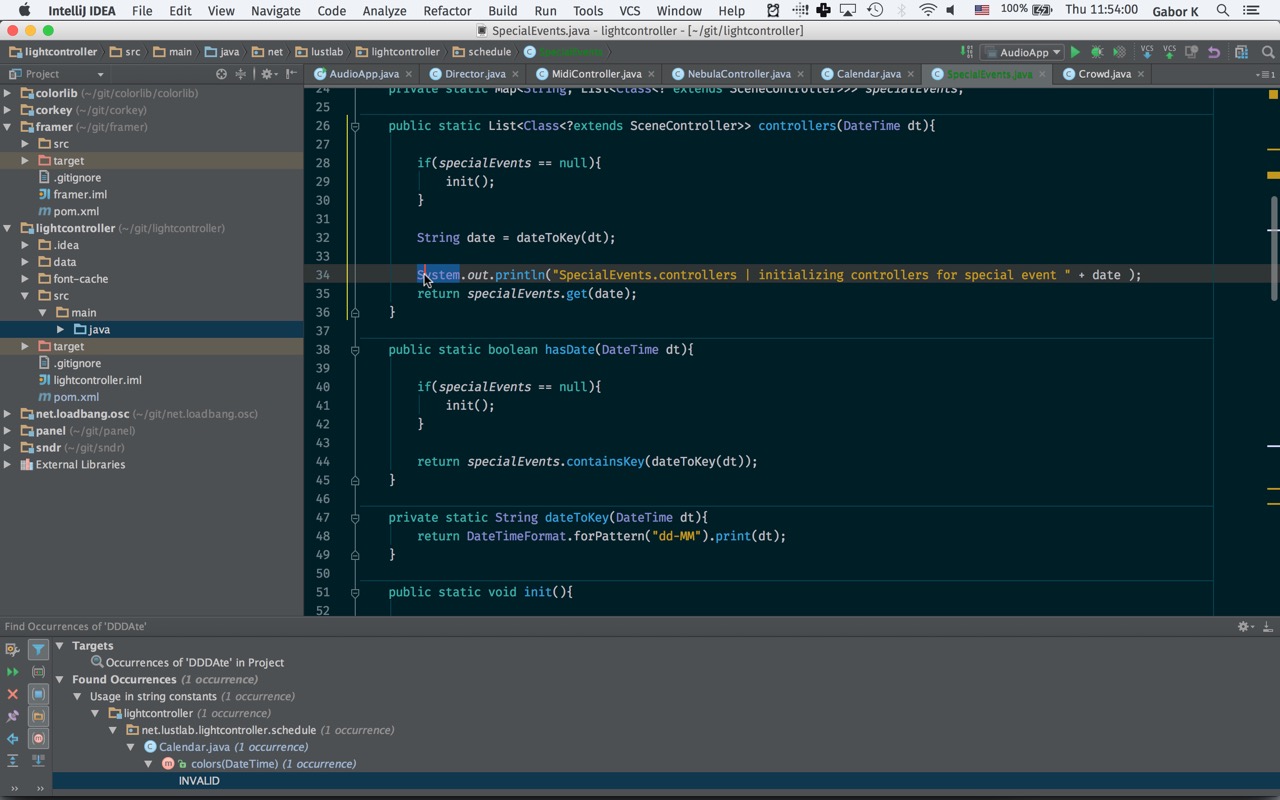 IntelliJ IDEA File Edit View Navigate Code Analyze Refactor Build Run Tools VCS Window Help 100% Thu 11:54:00 Gabor K
SpecialEvents.java - lightcontroller - [~/git/lightcontroller]
lightcontroller src main java net lustlab lightcontroller schedule SpecialEvents AudioApp VCS VCS
Project AudioApp.java Director.java MidiController.java NebulaController.java Calendar.java SpecialEvents.java Crowd.java
colorlib (~/git/colorlib/colorlib)
corkey (~/git/corkey)
framer (~/git/framer)
src
target
.gitignore
framer.iml
pom.xml
lightcontroller (~/git/lightcontroller)
.idea
data
font-cache
src
main
java
target
.gitignore
lightcontroller.iml
pom.xml
net.loadbang.osc (~/git/net.loadbang.osc)
panel (~/git/panel)
sndr (~/git/sndr)
External Libraries
24 private static Map<String, List<Class<? extends SceneController>>> specialEvents;
25
26 public static List<Class<?extends SceneController>> controllers(DateTime dt){
27
28 if(specialEvents == null){
29 init();
30 }
31
32 String date = dateToKey(dt);
33
34 System.out.println("SpecialEvents.controllers | initializing controllers for special event " + date );
35 return specialEvents.get(date);
36 }
37
38 public static boolean hasDate(DateTime dt){
39
40 if(specialEvents == null){
41 init();
42 }
43
44 return specialEvents.containsKey(dateToKey(dt));
45 }
46
47 private static String dateToKey(DateTime dt){
48 return DateTimeFormat.forPattern("dd-MM").print(dt);
49 }
50
51 public static void init(){
52
Find Occurrences of 'DDDAte'
Targets
Occurrences of 'DDDAte' in Project
Found Occurrences (1 occurrence)
Usage in string constants (1 occurrence)
lightcontroller (1 occurrence)
net.lustlab.lightcontroller.schedule (1 occurrence)
Calendar.java (1 occurrence)
colors(DateTime) (1 occurrence)
INVALID